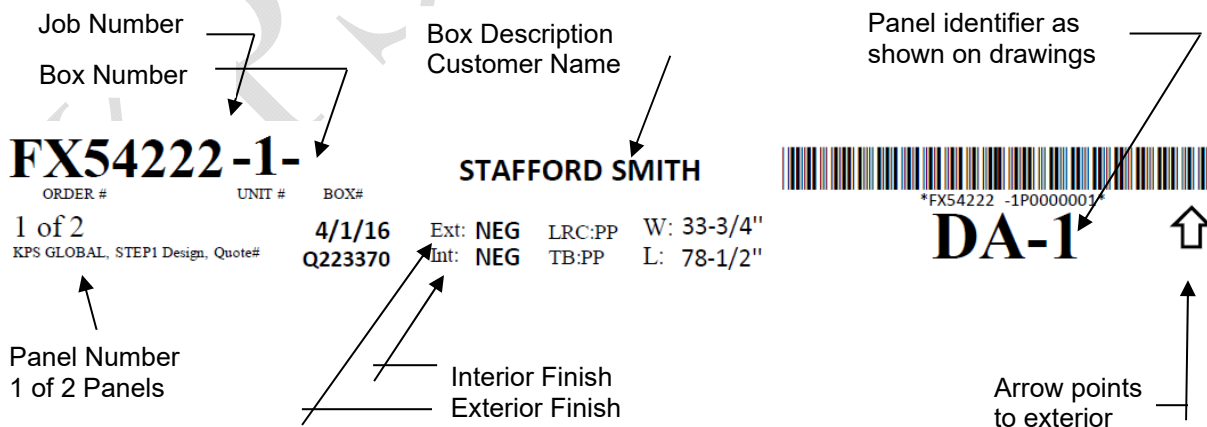 Job Number
Box Number
Box Description
Customer Name
Panel identifier as
shown on drawings
FX54222 -1-
ORDER # UNIT # BOX#
STAFFORD SMITH
*FX54222 -1P0000001*
DA-1
1 of 2
KPS GLOBAL, STEP1 Design, Quote#
4/1/16
Q223370
Ext: NEG LRC:PP W: 33-3/4"
Int: NEG TB:PP L: 78-1/2"
Panel Number
1 of 2 Panels
Interior Finish
Exterior Finish
Arrow points
to exterior